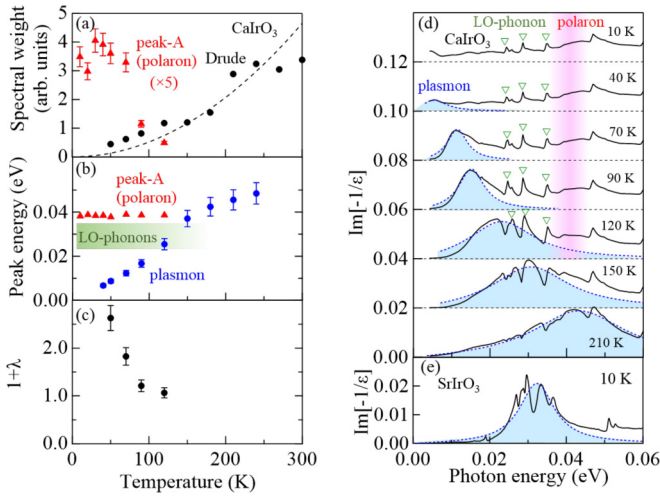 (a)
CaIrO3
Drude
peak-A
(polaron)
(×5)
Spectral weight
(arb. units)
5
4
3
2
1
0
(b)
peak-A
(polaron)
LO-phonons
plasmon
Peak energy (eV)
0.06
0.04
0.02
0.00
(c)
1+λ
2.0
1.0
0.0
0
100
200
300
Temperature (K)
(d)
LO-phonon
polaron
CaIrO3
10 K
40 K
plasmon
70 K
90 K
120 K
150 K
210 K
Im[-1/ε]
0.12
0.10
0.08
0.06
0.04
0.02
0.00
(e)
SrIrO3
10 K
Im[-1/ε]
0.02
0.01
0.00
0.00
0.02
0.04
0.06
Photon energy (eV)